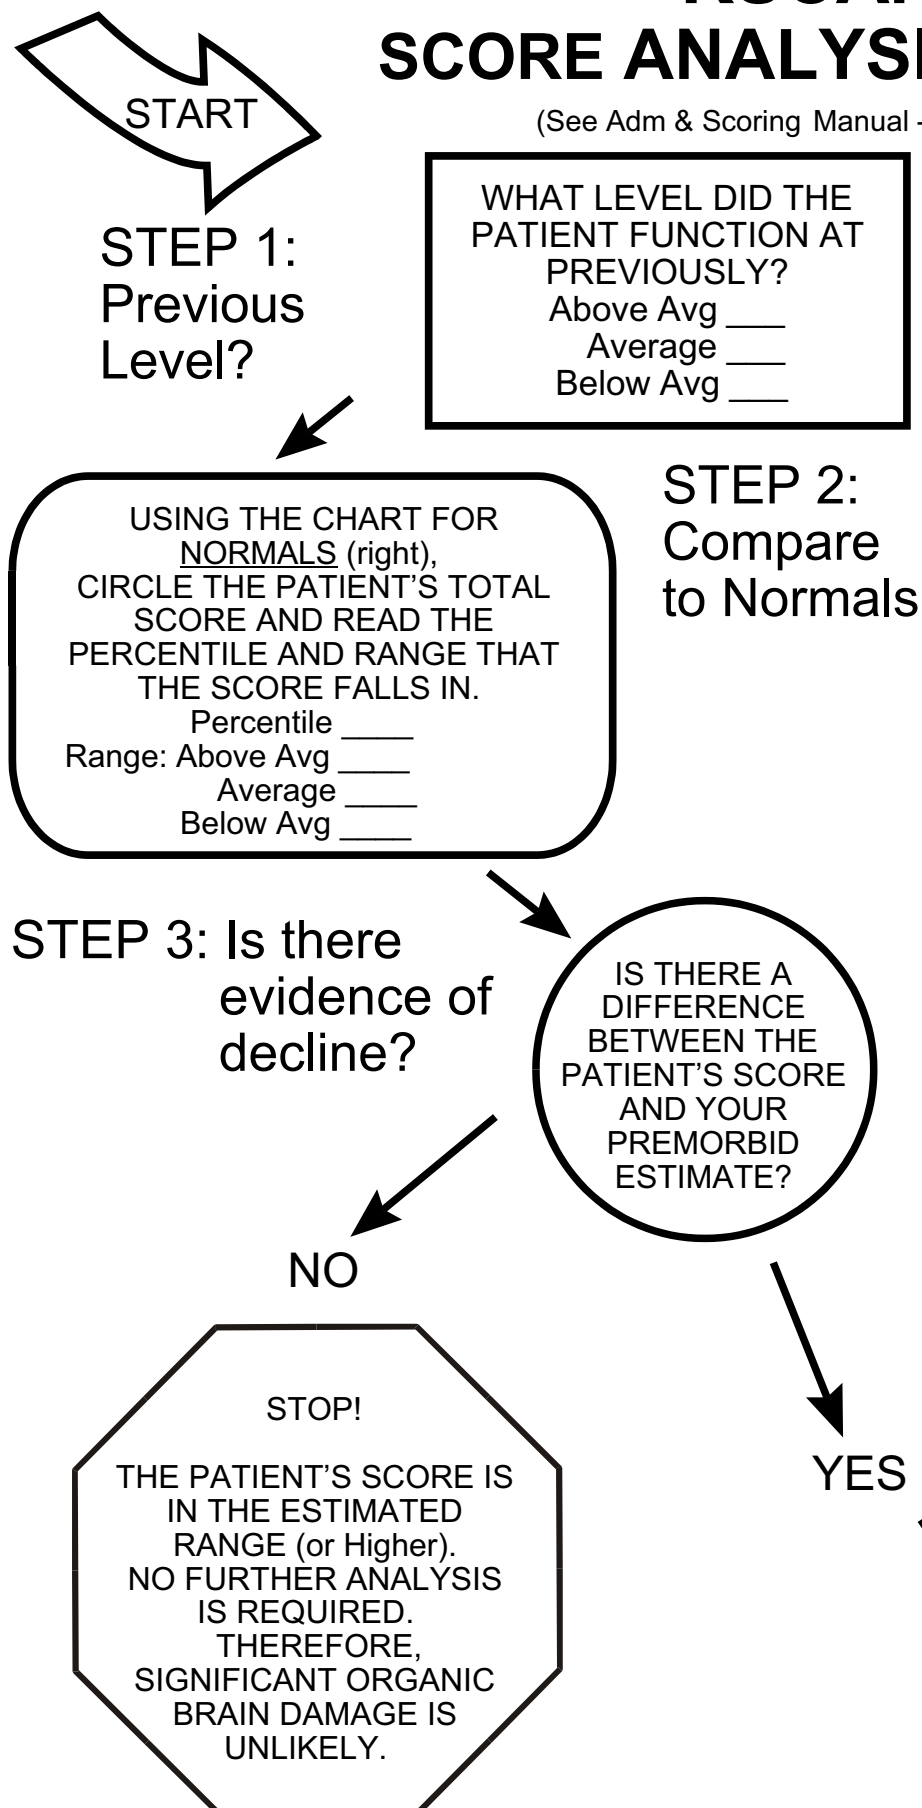 SCORE ANALYSI
(See Adm & Scoring Manual -
START
STEP 1:
Previous
Level?
WHAT LEVEL DID THE
PATIENT FUNCTION AT
PREVIOUSLY?
Above Avg ___
Average ___
Below Avg ___
STEP 2:
Compare
to Normals
USING THE CHART FOR
NORMALS (right),
CIRCLE THE PATIENT'S TOTAL
SCORE AND READ THE
PERCENTILE AND RANGE THAT
THE SCORE FALLS IN.
Percentile ____
Range: Above Avg ____
Average ____
Below Avg ____
STEP 3: Is there
evidence of
decline?
IS THERE A
DIFFERENCE
BETWEEN THE
PATIENT'S SCORE
AND YOUR
PREMORBID
ESTIMATE?
NO
YES
STOP!
THE PATIENT'S SCORE IS
IN THE ESTIMATED
RANGE (or Higher).
NO FURTHER ANALYSIS
IS REQUIRED.
THEREFORE,
SIGNIFICANT ORGANIC
BRAIN DAMAGE IS
UNLIKELY.